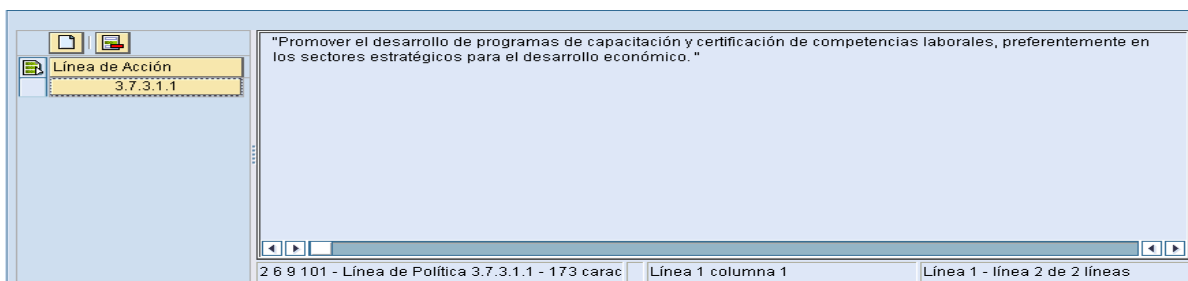 "Promover el desarrollo de programas de capacitación y certificación de competencias laborales, preferentemente en
los sectores estratégicos para el desarrollo económico. "
Línea de Acción
3.7.3.1.1
2 6 9 101 - Línea de Política 3.7.3.1.1 - 173 carac
Línea 1 columna 1
Línea 1 - línea 2 de 2 líneas